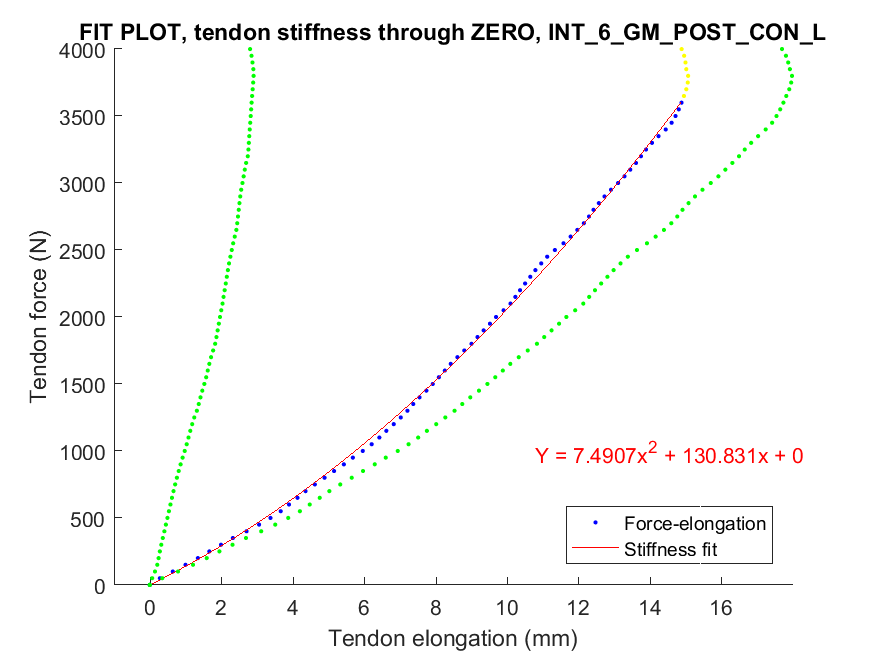 FIT PLOT, tendon stiffness through ZERO, INT_6_GM_POST_CON_L
4000
3500
3000
2500
2000
1500
1000
500
0
Tendon force (N)
Y = 7.4907x² + 130.831x + 0
Force-elongation
Stiffness fit
0 2 4 6 8 10 12 14 16
Tendon elongation (mm)